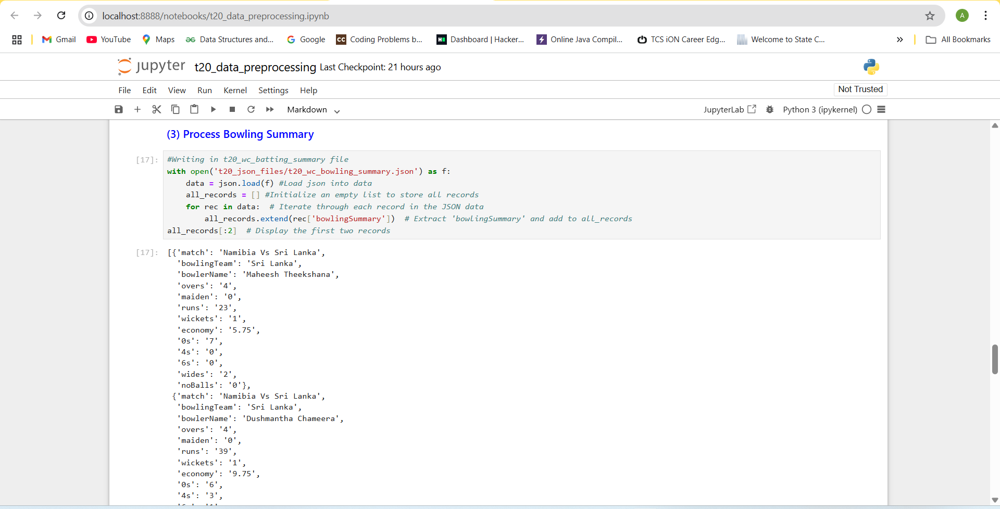 localhost:8888/notebooks/t20_data_preprocessing.ipynb
A
Gmail YouTube Maps Data Structures and... Google CC Coding Problems b... H Dashboard | Hacker... Online Java Compil... TCS iON Career Edg... Welcome to State C... » All Bookmarks
jupyter t20_data_preprocessing Last Checkpoint: 21 hours ago
File Edit View Run Kernel Settings Help Not Trusted
Markdown JupyterLab Python 3 (ipykernel)
(3) Process Bowling Summary
[17]: #Writing in t20_wc_batting_summary file
with open('t20_json_files/t20_wc_bowling_summary.json') as f:
    data = json.load(f) #Load json into data
    all_records = [] #Initialize an empty list to store all records
    for rec in data:  # Iterate through each record in the JSON data
        all_records.extend(rec['bowlingSummary'])  # Extract 'bowlingSummary' and add to all_records
all_records[:2]  # Display the first two records
[17]: [{'match': 'Namibia Vs Sri Lanka',
  'bowlingTeam': 'Sri Lanka',
  'bowlerName': 'Maheesh Theekshana',
  'overs': '4',
  'maiden': '0',
  'runs': '23',
  'wickets': '1',
  'economy': '5.75',
  '0s': '7',
  '4s': '0',
  '6s': '0',
  'wides': '2',
  'noBalls': '0'},
 {'match': 'Namibia Vs Sri Lanka',
  'bowlingTeam': 'Sri Lanka',
  'bowlerName': 'Dushmantha Chameera',
  'overs': '4',
  'maiden': '0',
  'runs': '39',
  'wickets': '1',
  'economy': '9.75',
  '0s': '6',
  '4s': '3',